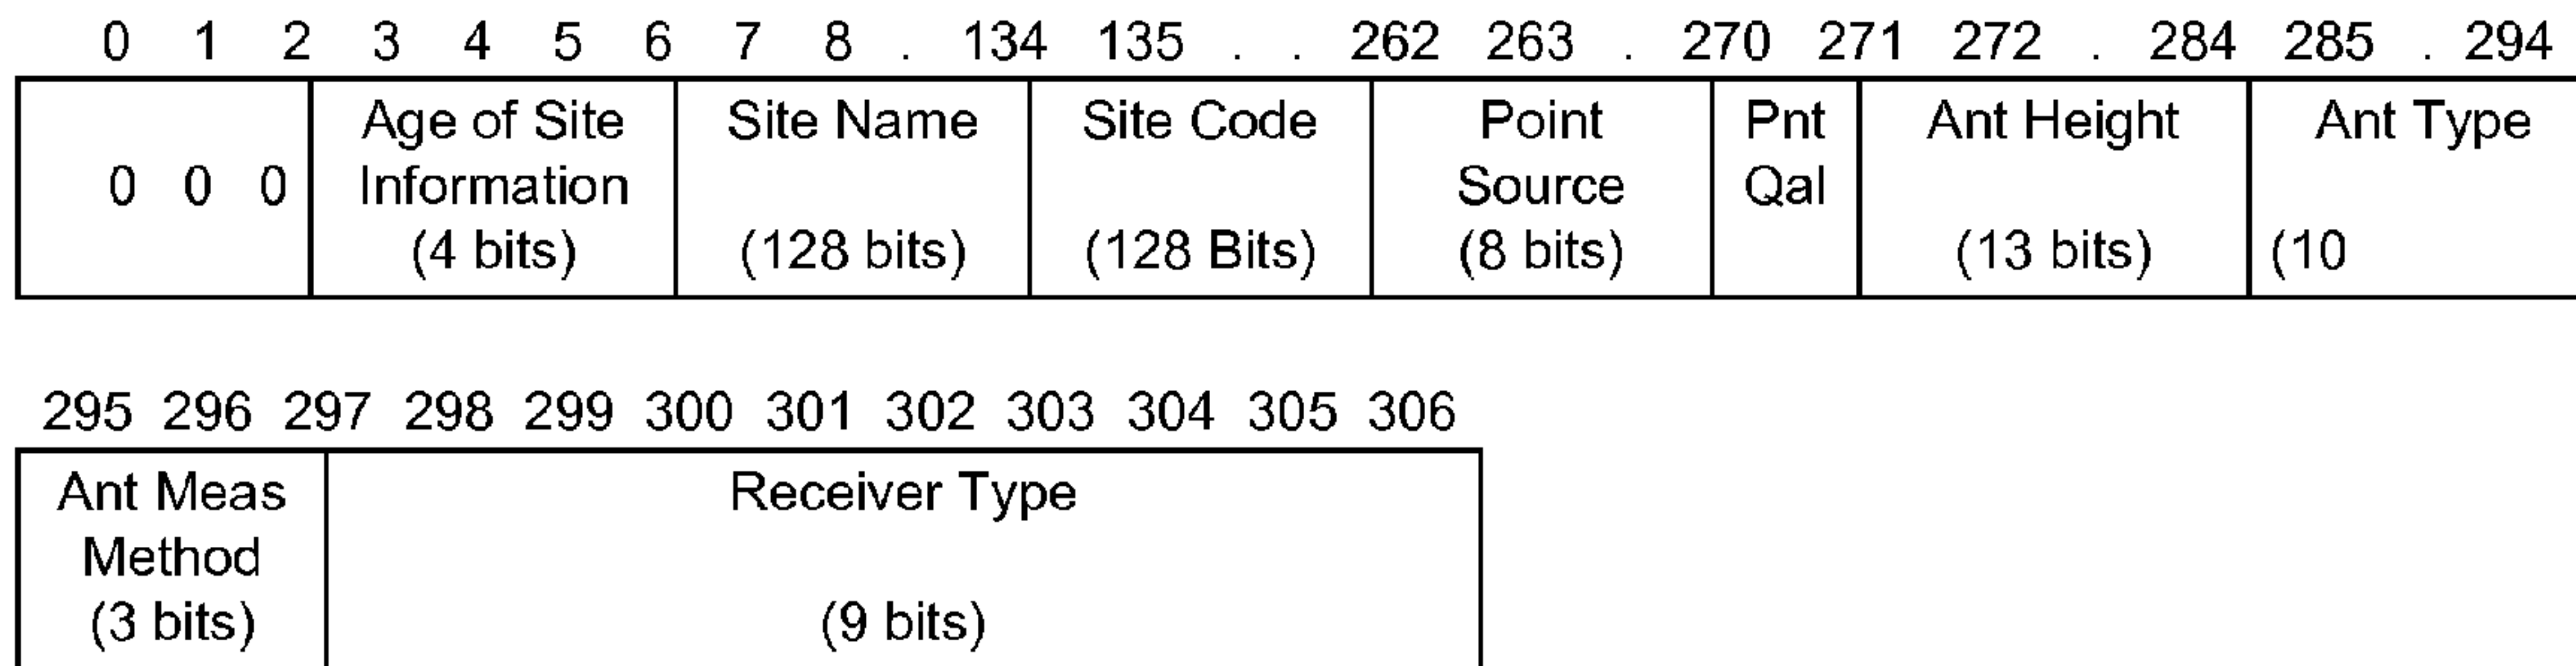 0 1 2 3 4 5 6 7 8 . 134 135 . . 262 263 . 270 271 272 . 284 285 . 294
0 0 0
Age of Site
Information
(4 bits)
Site Name
(128 bits)
Site Code
(128 Bits)
Point
Source
(8 bits)
Pnt
Qal
Ant Height
(13 bits)
Ant Type
(10
295 296 297 298 299 300 301 302 303 304 305 306
Ant Meas
Method
(3 bits)
Receiver Type
(9 bits)